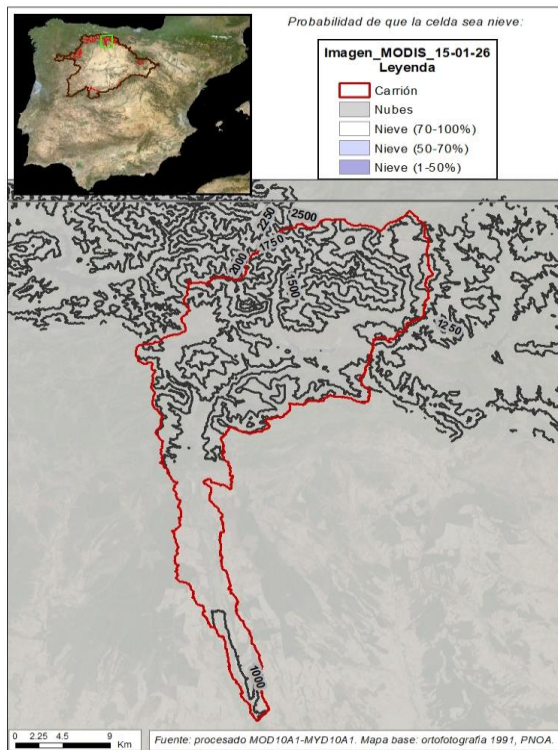 Probabilidad de que la celda sea nieve:
Imagen_MODIS_15-01-26
Leyenda
Carrión
Nubes
Nieve (70-100%)
Nieve (50-70%)
Nieve (1-50%)
2250
2500
1750
2000
1500
1250
1000
0 2.25 4.5 9
Km
Fuente: procesado MOD10A1-MYD10A1. Mapa base: ortofotografía 1991, PNOA.